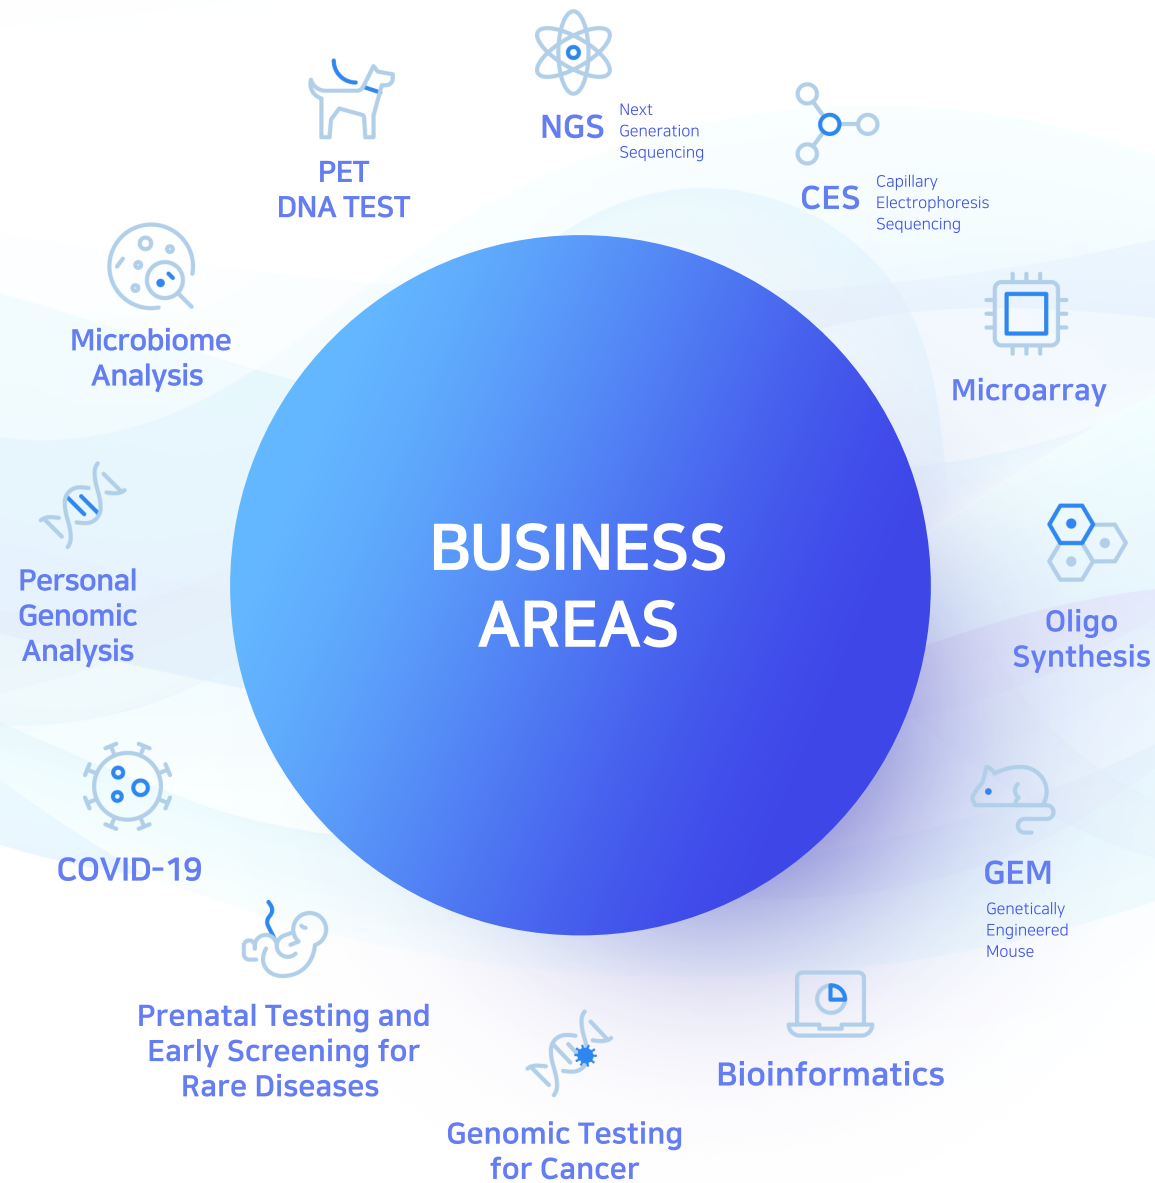 NGS
Next
Generation
Sequencing
CES
Capillary
Electrophoresis
Sequencing
Microarray
Oligo
Synthesis
GEM
Genetically
Engineered
Mouse
Bioinformatics
Genomic Testing
for Cancer
Prenatal Testing and
Early Screening for
Rare Diseases
COVID-19
Personal
Genomic
Analysis
Microbiome
Analysis
PET
DNA TEST
BUSINESS
AREAS